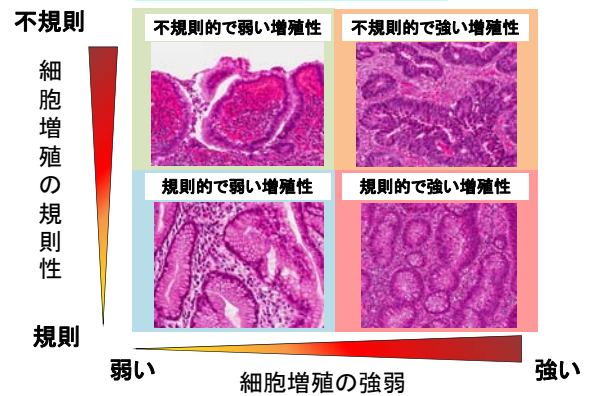 不規則
不規則的で弱い増殖性
不規則的で強い増殖性
細胞増殖の規則性
規則的で弱い増殖性
規則的で強い増殖性
規則
弱い
細胞増殖の強弱
強い